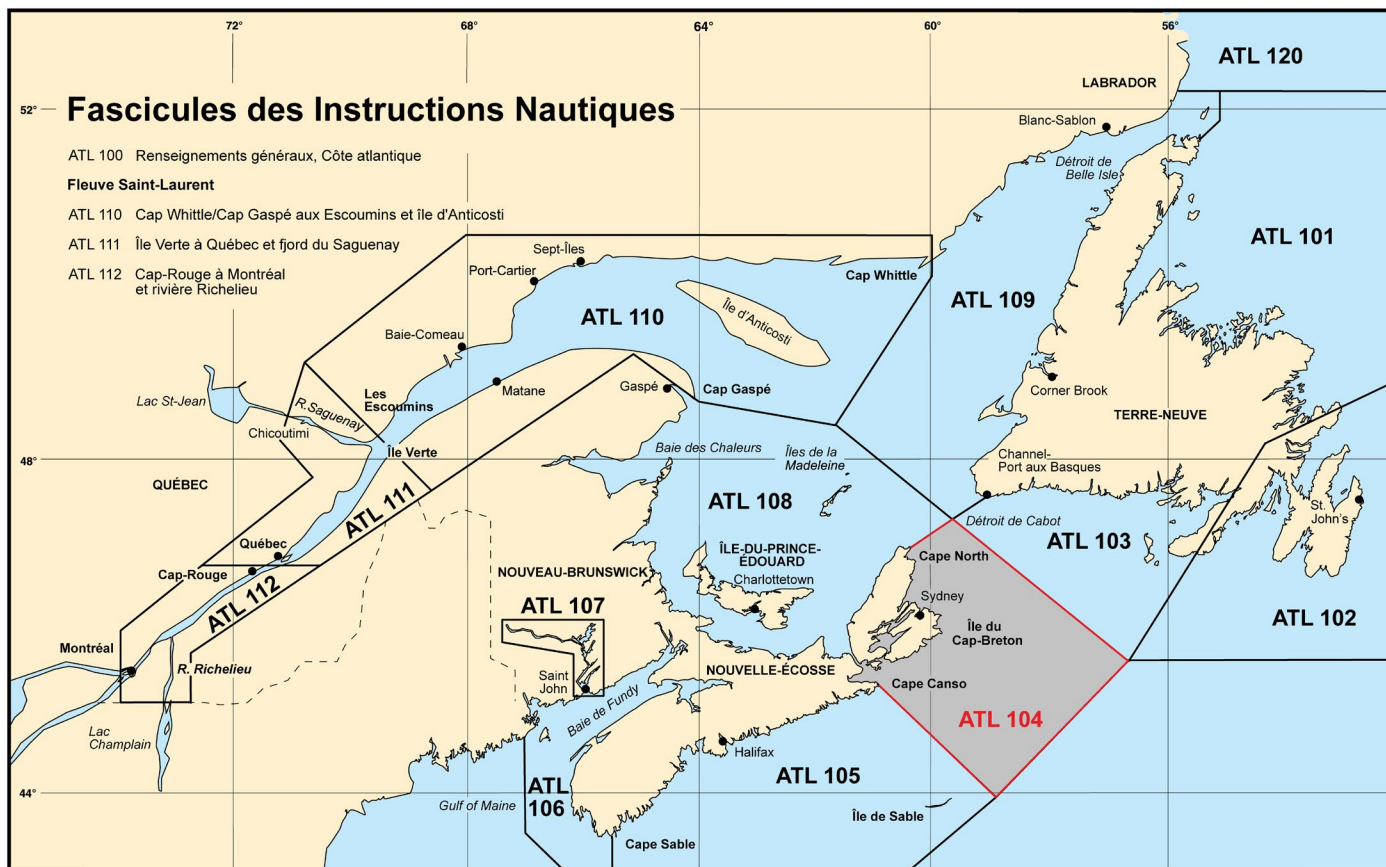 72°
68°
64°
60°
56°
ATL 120
LABRADOR
52°
Fascicules des Instructions Nautiques
Blanc-Sablon
ATL 100 Renseignements généraux, Côte atlantique
Détroit de
Belle Isle
Fleuve Saint-Laurent
ATL 110 Cap Whittle/Cap Gaspé aux Escoumins et île d'Anticosti
ATL 111 Île Verte à Québec et fjord du Saguenay
ATL 112 Cap-Rouge à Montréal
et rivière Richelieu
ATL 101
Sept-Îles
Port-Cartier
Cap Whittle
ATL 109
ATL 110
Île d'Anticosti
Baie-Comeau
Corner Brook
Matane
Gaspé
Cap Gaspé
Les
Escoumins
Lac St-Jean
R.Saguenay
Chicoutimi
TERRE-NEUVE
Île Verte
Baie des Chaleurs
Îles de la
Madeleine
Channel-
Port aux Basques
48°
QUÉBEC
ATL 111
ATL 108
St.
John's
Détroit de Cabot
ATL 103
Québec
Cap-Rouge
ATL 112
NOUVEAU-BRUNSWICK
ÎLE-DU-PRINCE-
ÉDOUARD
Charlottetown
Cape North
Sydney
ATL 107
Île du
Cap-Breton
ATL 102
Montréal
R. Richelieu
Saint
John
NOUVELLE-ÉCOSSE
Cape Canso
Baie de Fundy
ATL 104
Lac
Champlain
Halifax
ATL 105
44°
ATL
106
Gulf of Maine
Île de Sable
Cape Sable